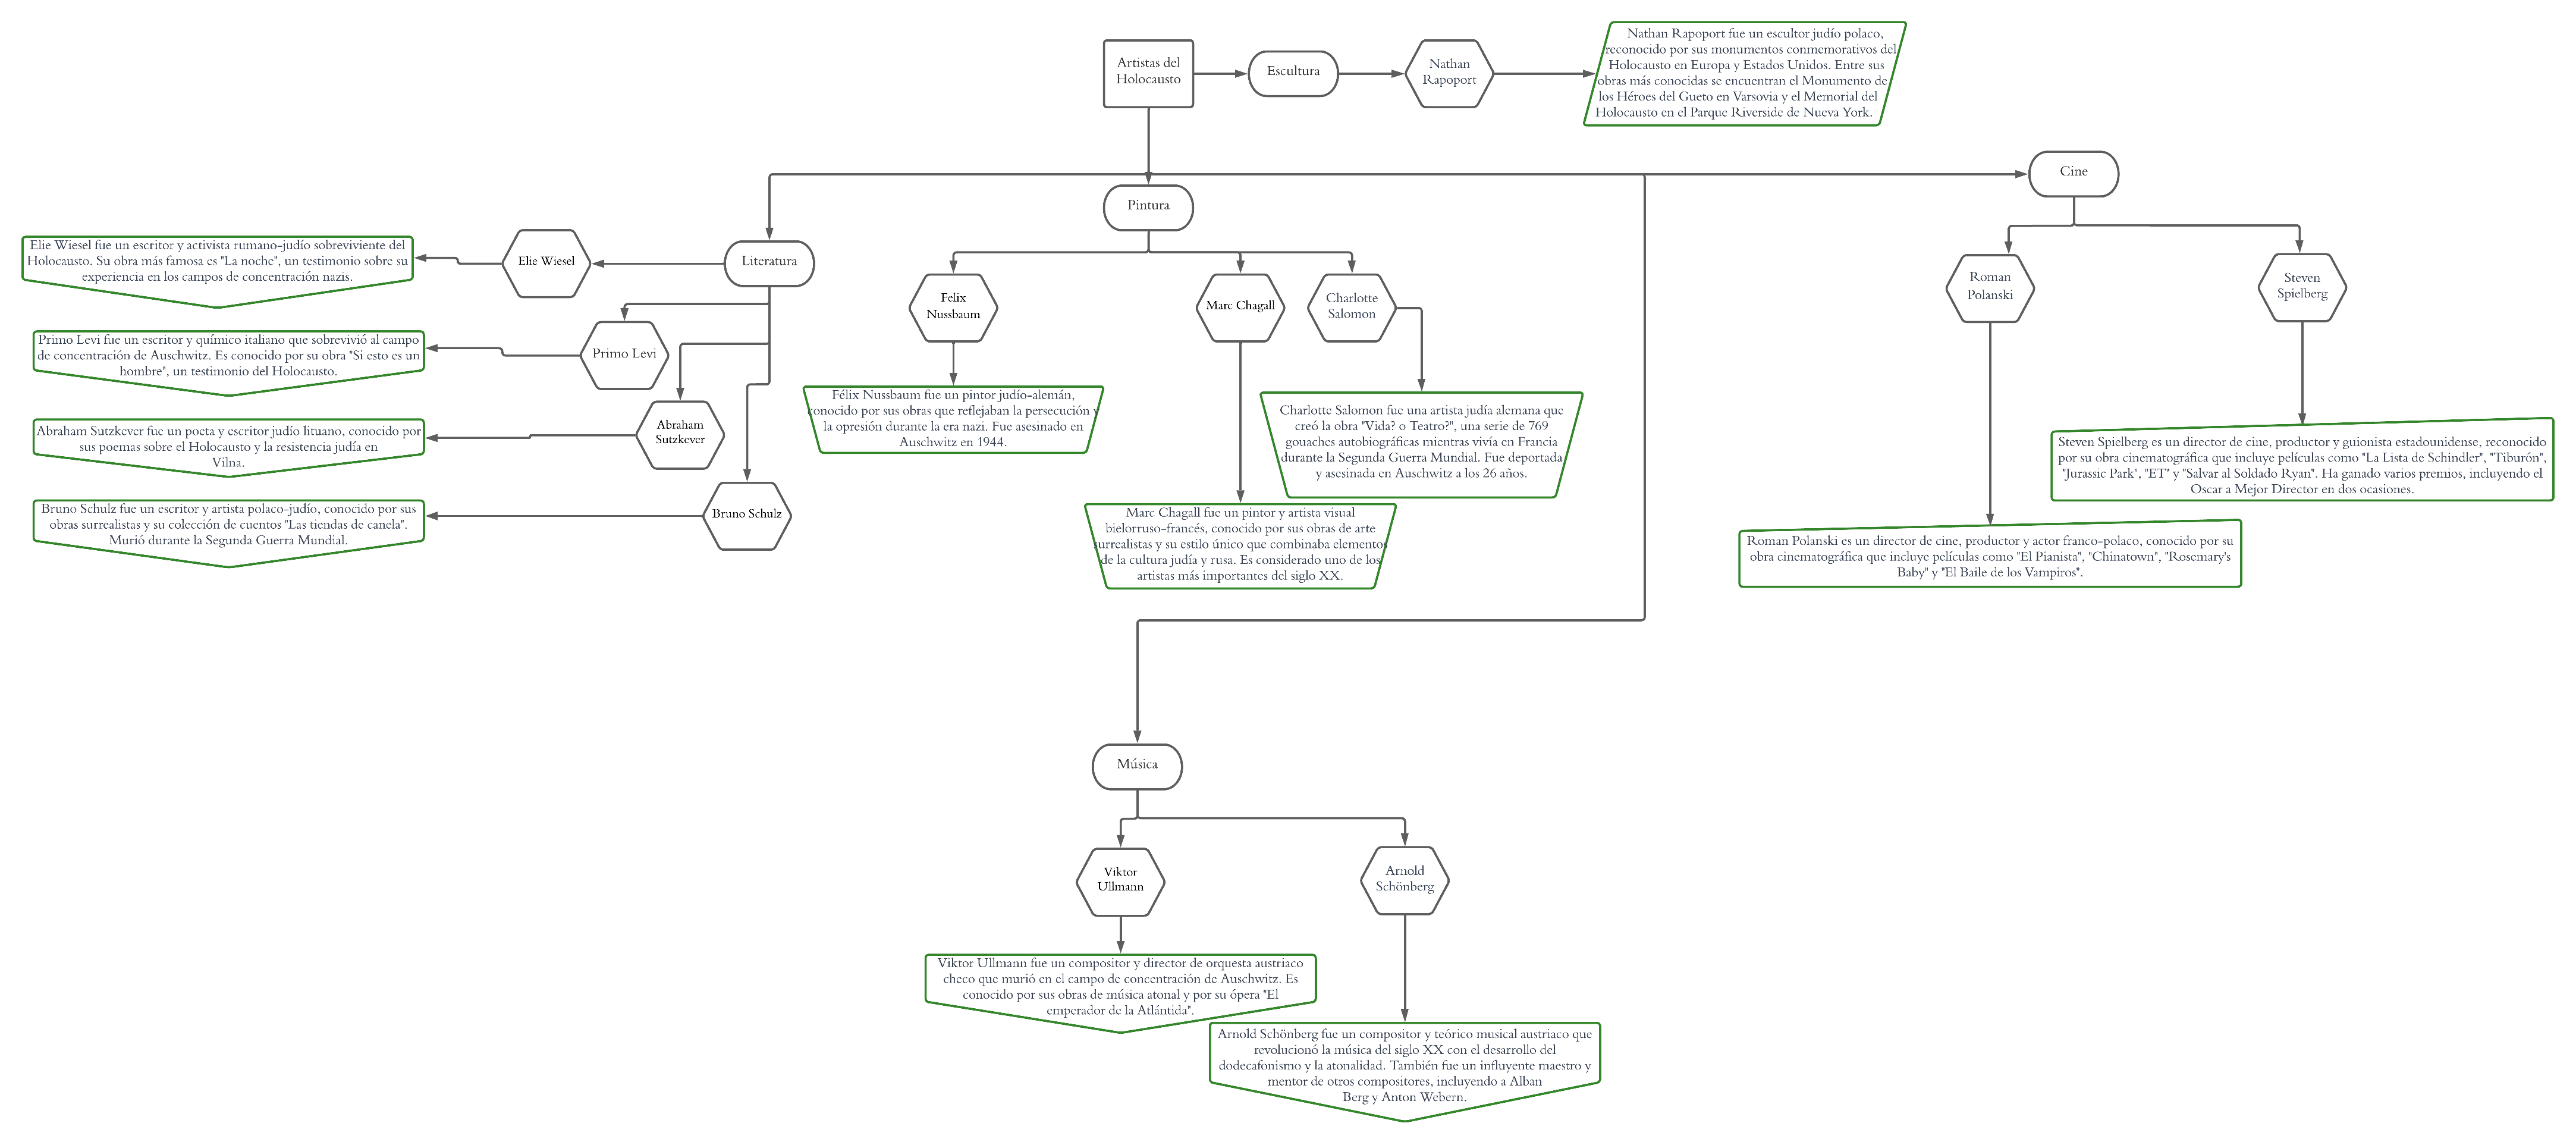 Artistas del
Holocausto
Escultura
Nathan
Rapoport
Nathan Rapoport fue un escultor judío polaco,
reconocido por sus monumentos conmemorativos del
Holocausto en Europa y Estados Unidos. Entre sus
obras más conocidas se encuentran el Monumento de
los Héroes del Gueto en Varsovia y el Memorial del
Holocausto en el Parque Riverside de Nueva York.
Cine
Pintura
Literatura
Elie Wiesel
Elie Wiesel fue un escritor y activista rumano-judío sobreviviente del
Holocausto. Su obra más famosa es "La noche", un testimonio sobre su
experiencia en los campos de concentración nazis.
Primo Levi
Primo Levi fue un escritor y químico italiano que sobrevivió al campo
de concentración de Auschwitz. Es conocido por su obra "Si esto es un
hombre", un testimonio del Holocausto.
Abraham
Sutzkever
Abraham Sutzkever fue un poeta y escritor judío lituano, conocido por
sus poemas sobre el Holocausto y la resistencia judía en
Vilna.
Bruno Schulz
Bruno Schulz fue un escritor y artista polaco-judío, conocido por sus
obras surrealistas y su colección de cuentos "Las tiendas de canela".
Murió durante la Segunda Guerra Mundial.
Felix
Nussbaum
Félix Nussbaum fue un pintor judío-alemán,
conocido por sus obras que reflejaban la persecución y
la opresión durante la era nazi. Fue asesinado en
Auschwitz en 1944.
Marc Chagall
Marc Chagall fue un pintor y artista visual
bielorruso-francés, conocido por sus obras de arte
surrealistas y su estilo único que combinaba elementos
de la cultura judía y rusa. Es considerado uno de los
artistas más importantes del siglo XX.
Charlotte
Salomon
Charlotte Salomon fue una artista judía alemana que
creó la obra "Vida? o Teatro?", una serie de 769
gouaches autobiográficas mientras vivía en Francia
durante la Segunda Guerra Mundial. Fue deportada
y asesinada en Auschwitz a los 26 años.
Roman
Polanski
Roman Polanski es un director de cine, productor y actor franco-polaco, conocido por su
obra cinematográfica que incluye películas como "El Pianista", "Chinatown", "Rosemary's
Baby" y "El Baile de los Vampiros".
Steven
Spielberg
Steven Spielberg es un director de cine, productor y guionista estadounidense, reconocido
por su obra cinematográfica que incluye películas como "La Lista de Schindler", "Tiburón",
"Jurassic Park", "ET" y "Salvar al Soldado Ryan". Ha ganado varios premios, incluyendo el
Oscar a Mejor Director en dos ocasiones.
Música
Viktor
Ullmann
Viktor Ullmann fue un compositor y director de orquesta austriaco
checo que murió en el campo de concentración de Auschwitz. Es
conocido por sus obras de música atonal y por su ópera "El
emperador de la Atlántida".
Arnold
Schönberg
Arnold Schönberg fue un compositor y teórico musical austriaco que
revolucionó la música del siglo XX con el desarrollo del
dodecafonismo y la atonalidad. También fue un influyente maestro y
mentor de otros compositores, incluyendo a Alban
Berg y Anton Webern.